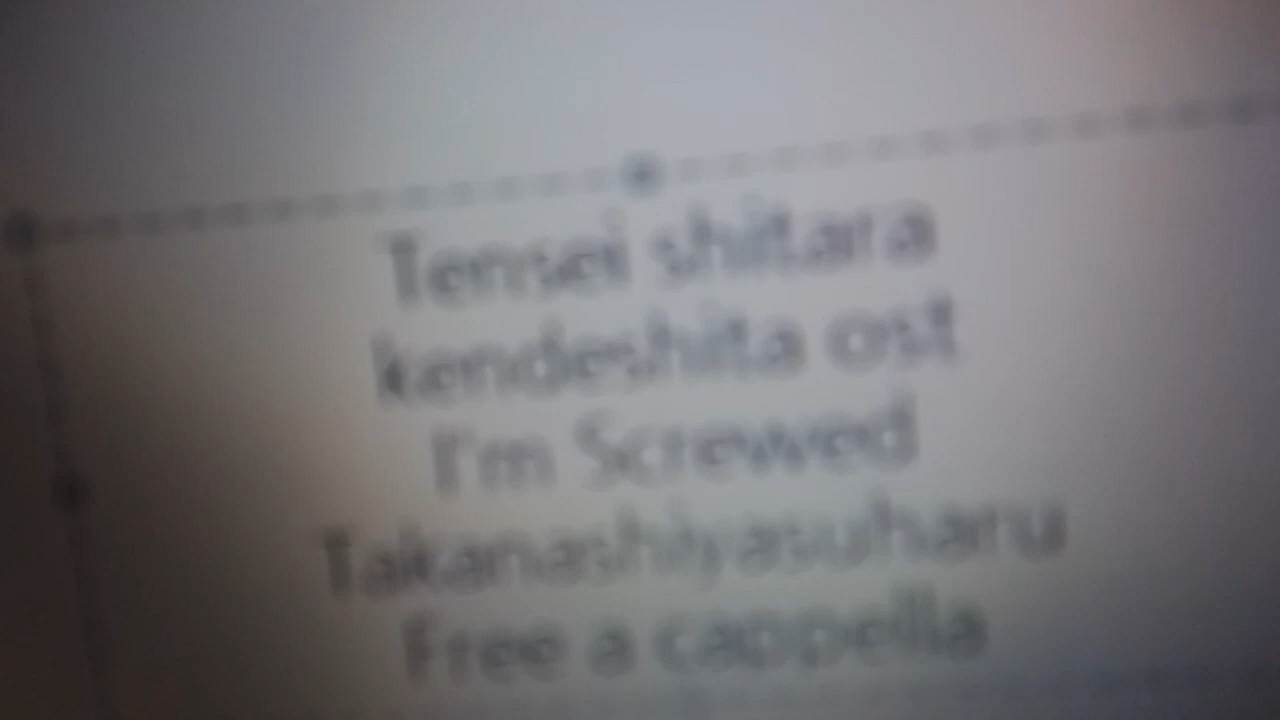 Tensei shitara
kendeshita ost
I'm Screwed
Takanashiyasuharu
Free a cappella